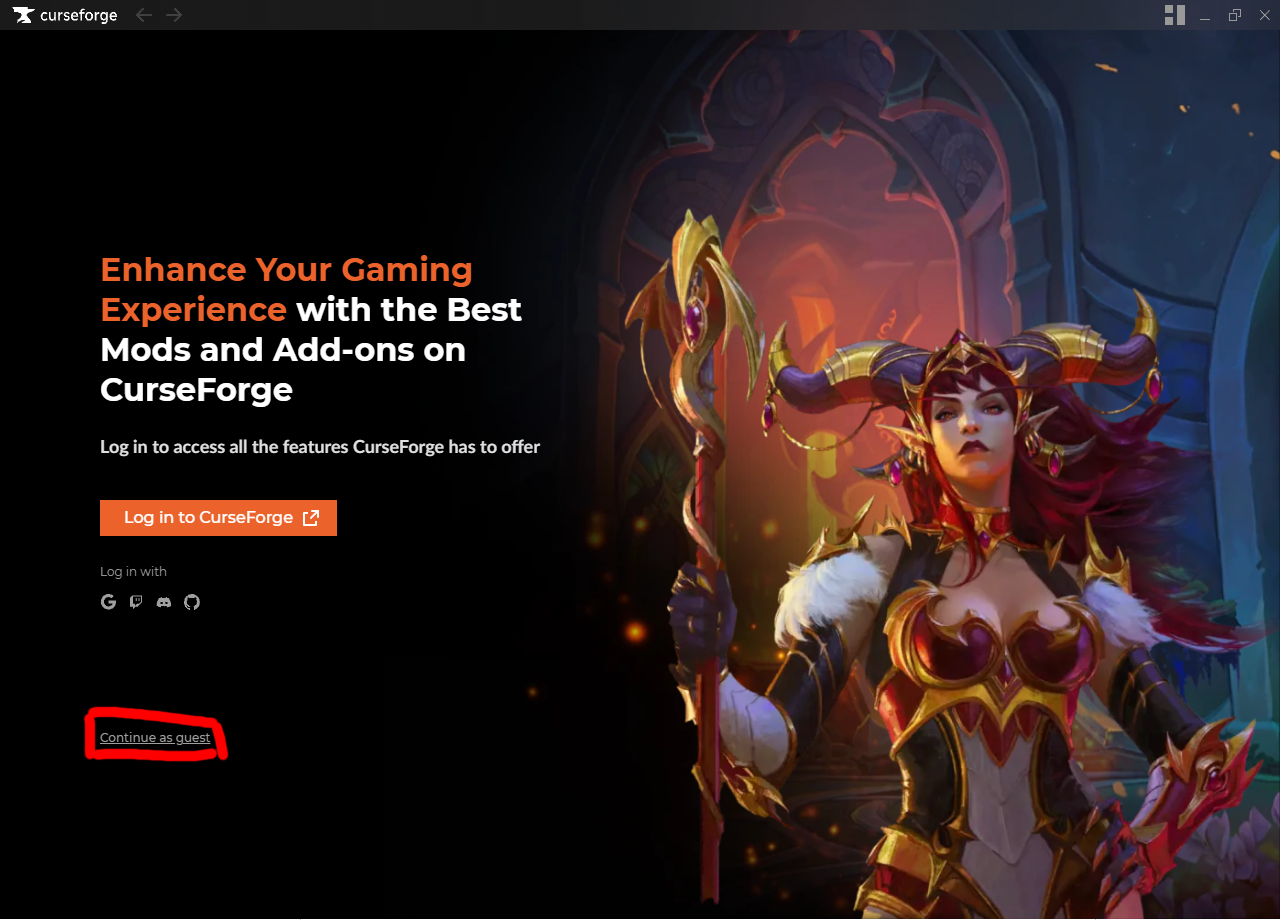 curseforge
Enhance Your Gaming
Experience with the Best
Mods and Add-ons on
CurseForge
Log in to access all the features CurseForge has to offer
Log in to CurseForge
Log in with
Continue as guest